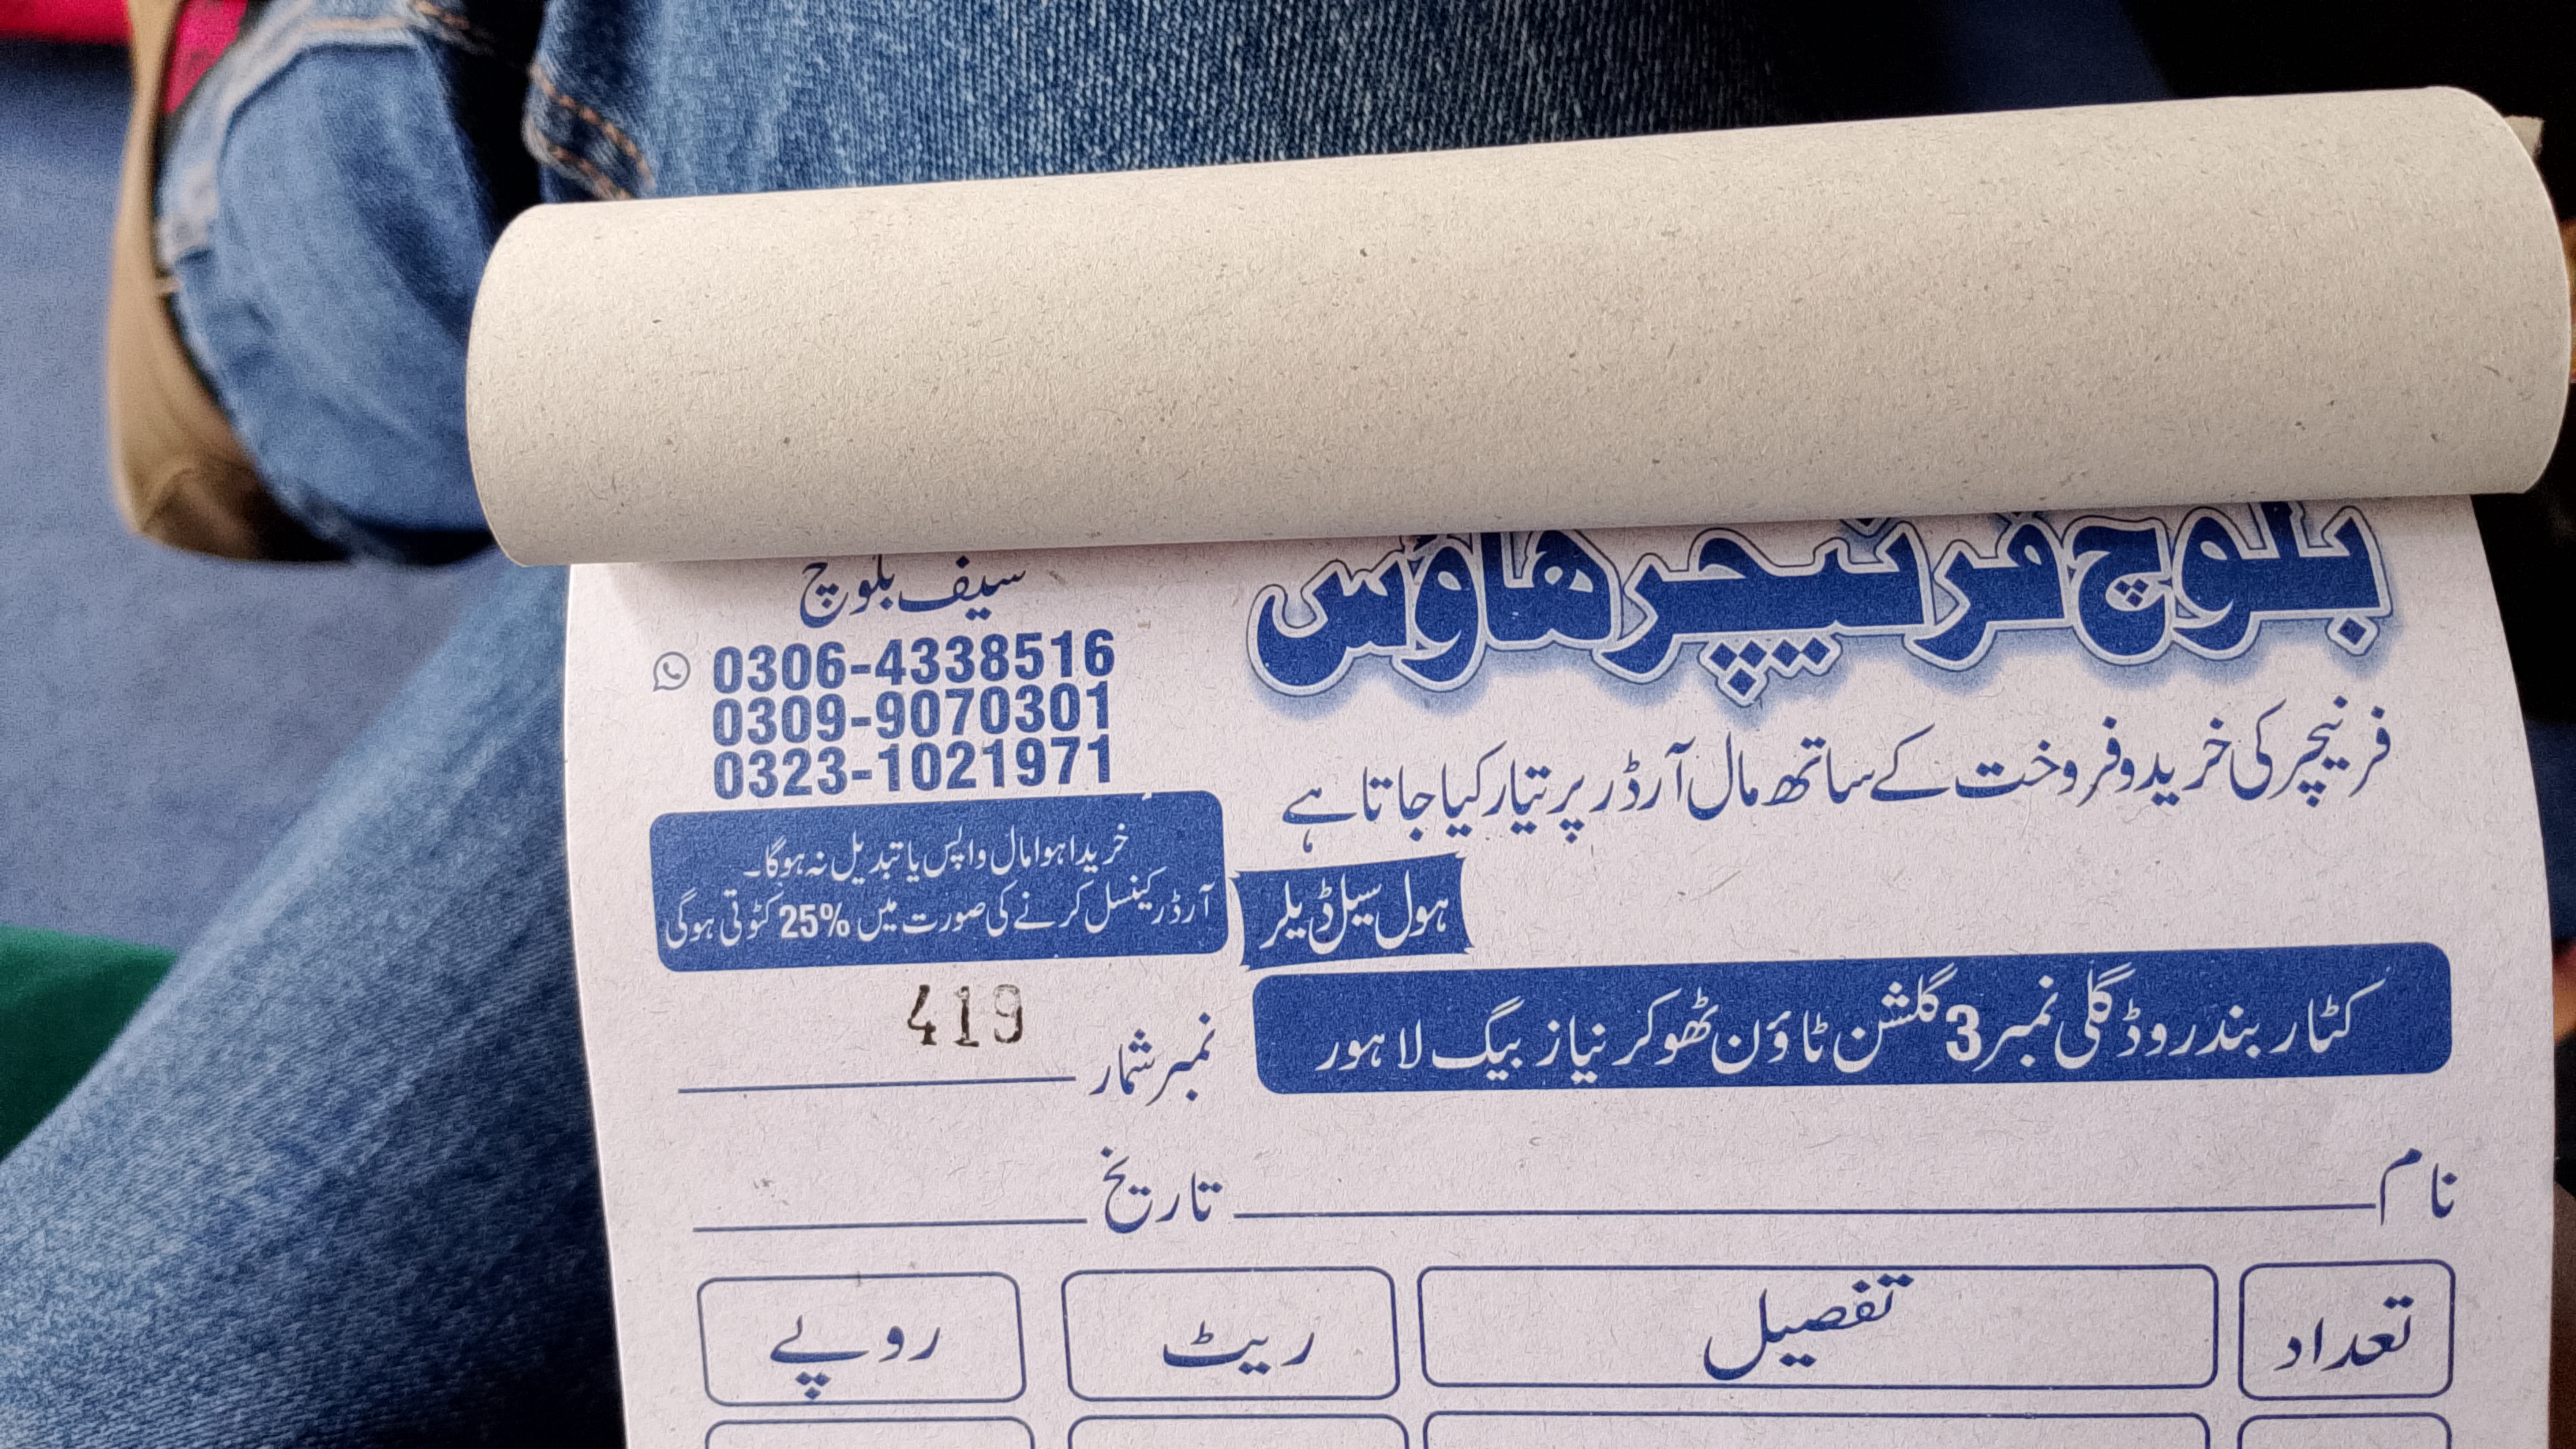 بلوچ فرنیچر ھاؤس
سیف بلوچ
0306-4338516
0309-9070301
0323-1021971
فرنیچر کی خرید و فروخت کے ساتھ مال آرڈر پر تیار کیا جاتا ہے
خریدا ہوا مال واپس یا تبدیل نہ ہوگا۔
آرڈر کینسل کرنے کی صورت میں %25 کٹوتی ہوگی
ہول سیل ڈیلر
کٹار بند روڈ گلی نمبر 3 گلشن ٹاؤن ٹھوکر نیاز بیگ لاہور
نمبر شمار 419
نام تاریخ
تعداد تفصیل ریٹ روپے